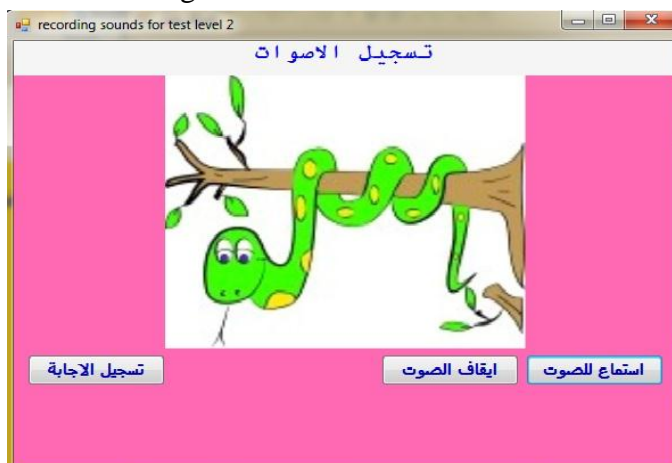 recording sounds for test level 2
تسجيل الاصوات
استماع للصوت
ايقاف الصوت
تسجيل الاجابة